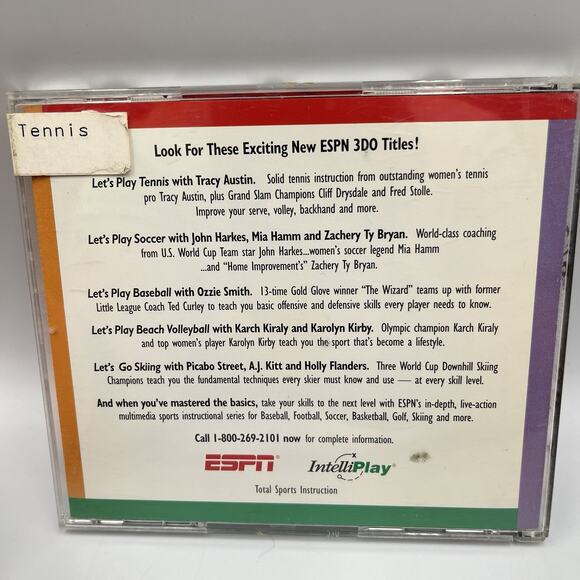 Tennis
Look For These Exciting New ESPN 3DO Titles!
Let's Play Tennis with Tracy Austin. Solid tennis instruction from outstanding women's tennis
pro Tracy Austin, plus Grand Slam Champions Cliff Drysdale and Fred Stolle.
Improve your serve, volley, backhand and more.
Let's Play Soccer with John Harkes, Mia Hamm and Zachery Ty Bryan. World-class coaching
from U.S. World Cup Team star John Harkes...women's soccer legend Mia Hamm
...and "Home Improvement's" Zachery Ty Bryan.
Let's Play Baseball with Ozzie Smith. 13-time Gold Glove winner "The Wizard" teams up with former
Little League Coach Ted Curley to teach you basic offensive and defensive skills every player needs to know.
Let's Play Beach Volleyball with Karch Kiraly and Karolyn Kirby. Olympic champion Karch Kiraly
and top women's player Karolyn Kirby teach you the sport that's become a lifestyle.
Let's Go Skiing with Picabo Street, A.J. Kitt and Holly Flanders. Three World Cup Downhill Skiing
Champions teach you the fundamental techniques every skier must know and use — at every skill level.
And when you've mastered the basics, take your skills to the next level with ESPN's in-depth, live-action
multimedia sports instructional series for Baseball, Football, Soccer, Basketball, Golf, Skiing and more.
Call 1-800-269-2101 now for complete information.
ESPN® IntelliPlay®
Total Sports Instruction